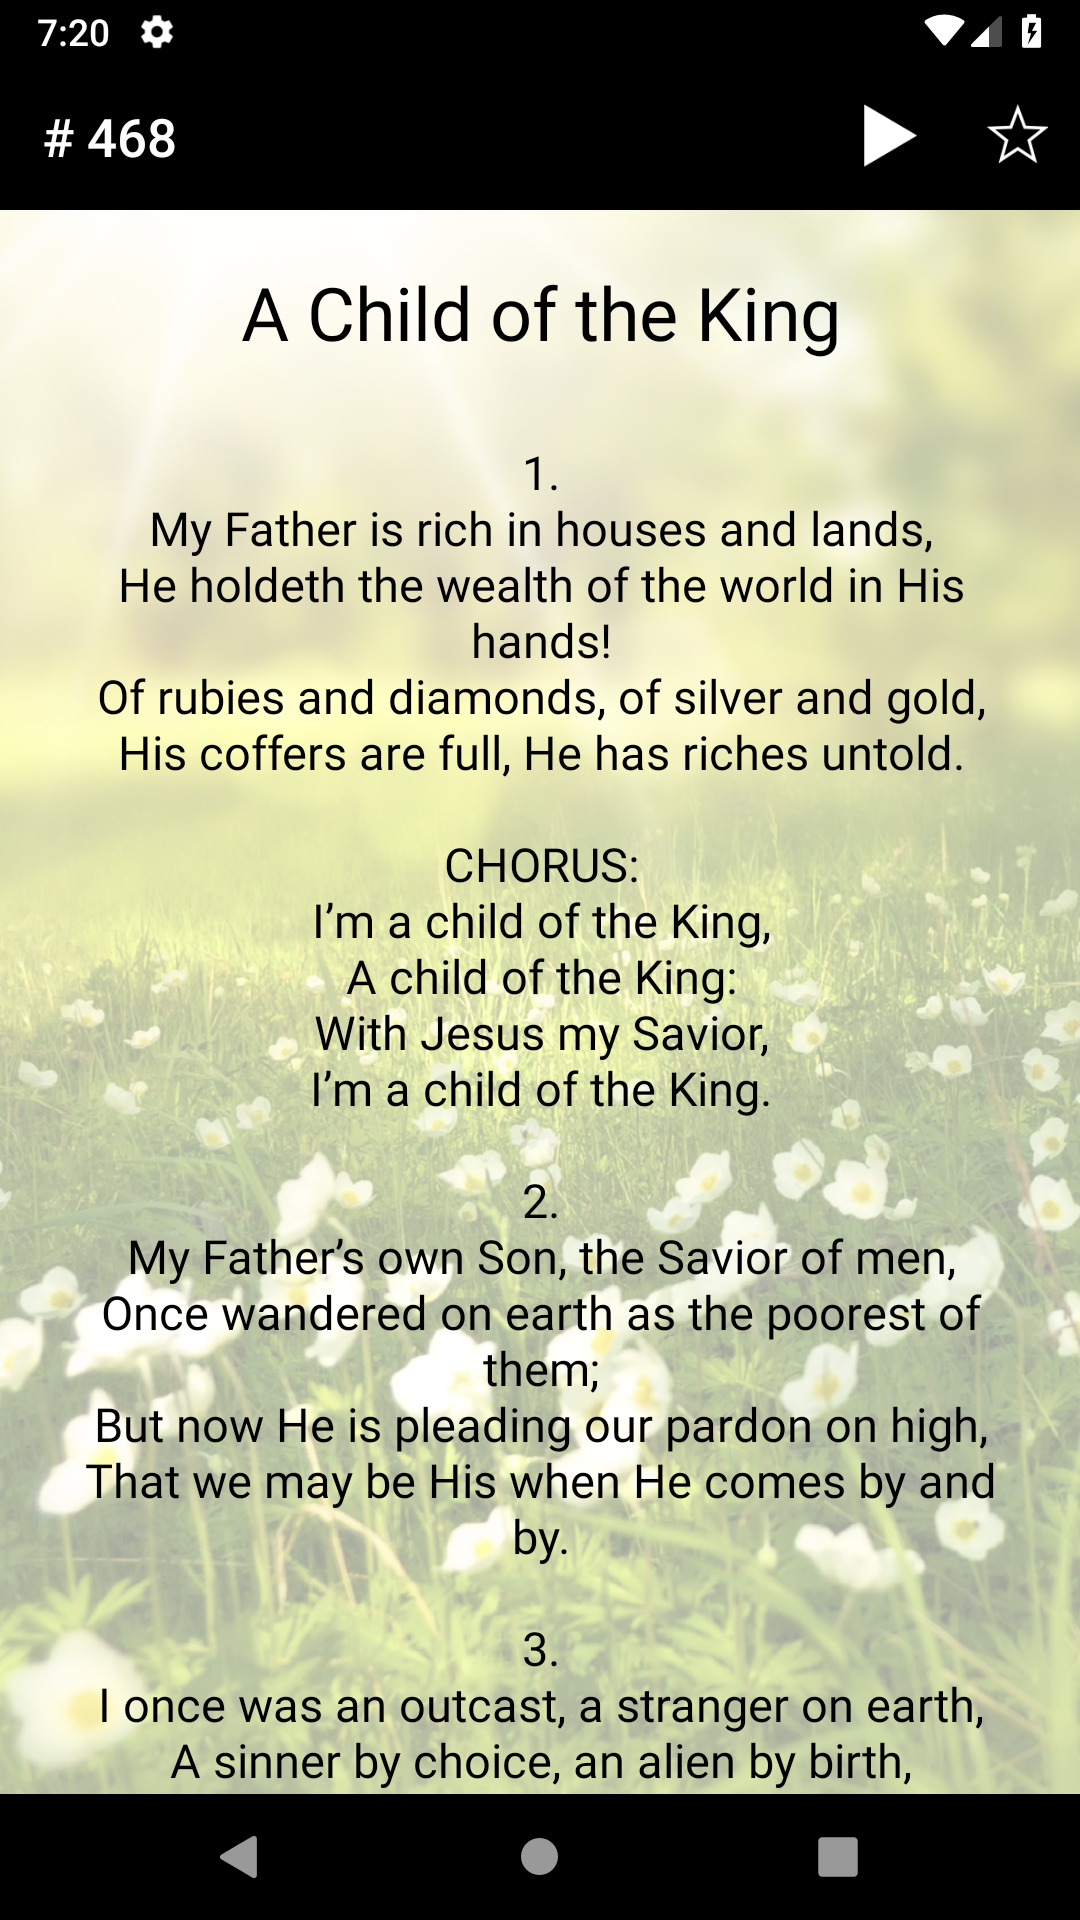 7:20
# 468
A Child of the King
1.
My Father is rich in houses and lands,
He holdeth the wealth of the world in His
hands!
Of rubies and diamonds, of silver and gold,
His coffers are full, He has riches untold.
CHORUS:
I’m a child of the King,
A child of the King:
With Jesus my Savior,
I’m a child of the King.
2.
My Father’s own Son, the Savior of men,
Once wandered on earth as the poorest of
them;
But now He is pleading our pardon on high,
That we may be His when He comes by and
by.
3.
I once was an outcast, a stranger on earth,
A sinner by choice, an alien by birth,